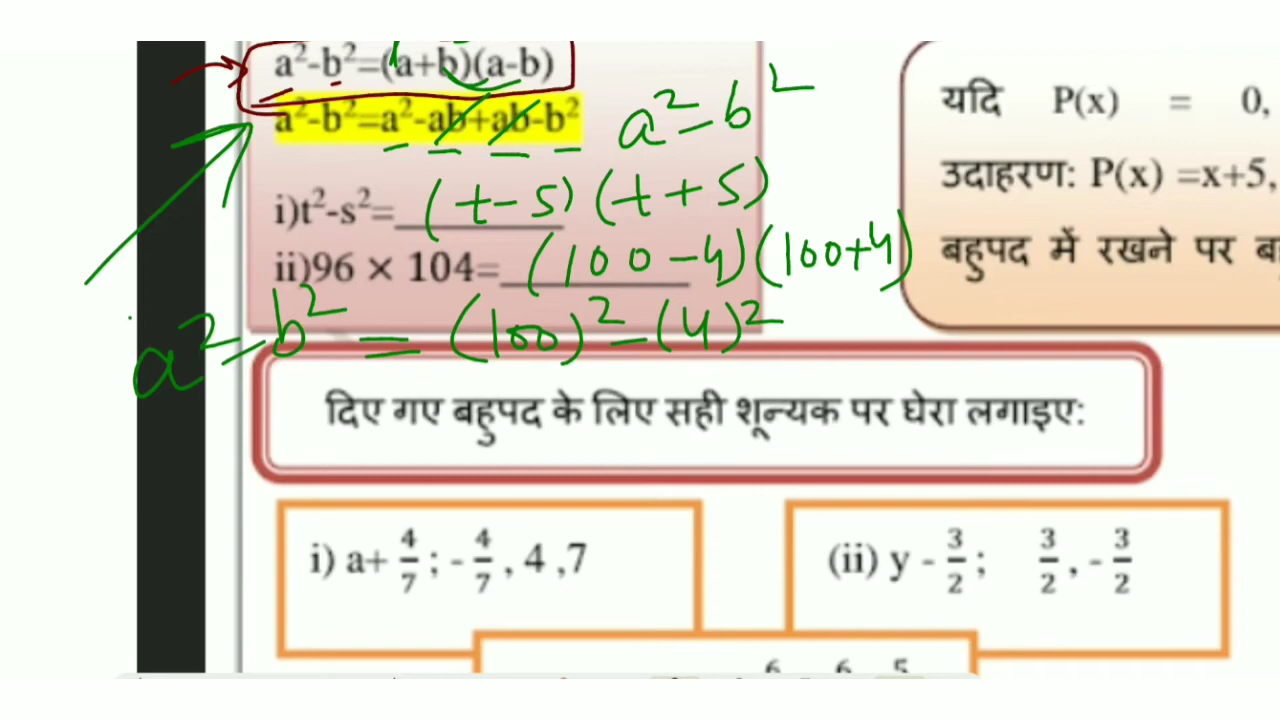 a²-b²=(a+b)(a-b)
a²-b²=a²-ab+ab-b² a²-b²
i)t²-s²=__________ (t-s)(t+s)
ii)96 × 104=__________ (100-4)(100+4)
a²-b² = (100)²-(4)²
यदि P(x) = 0,
उदाहरण: P(x) =x+5,
बहुपद में रखने पर
दिए गए बहुपद के लिए सही शून्यक पर घेरा लगाइए:
i) a+ 4/7 ; - 4/7 , 4 ,7
(ii) y - 3/2 ; 3/2 , - 3/2